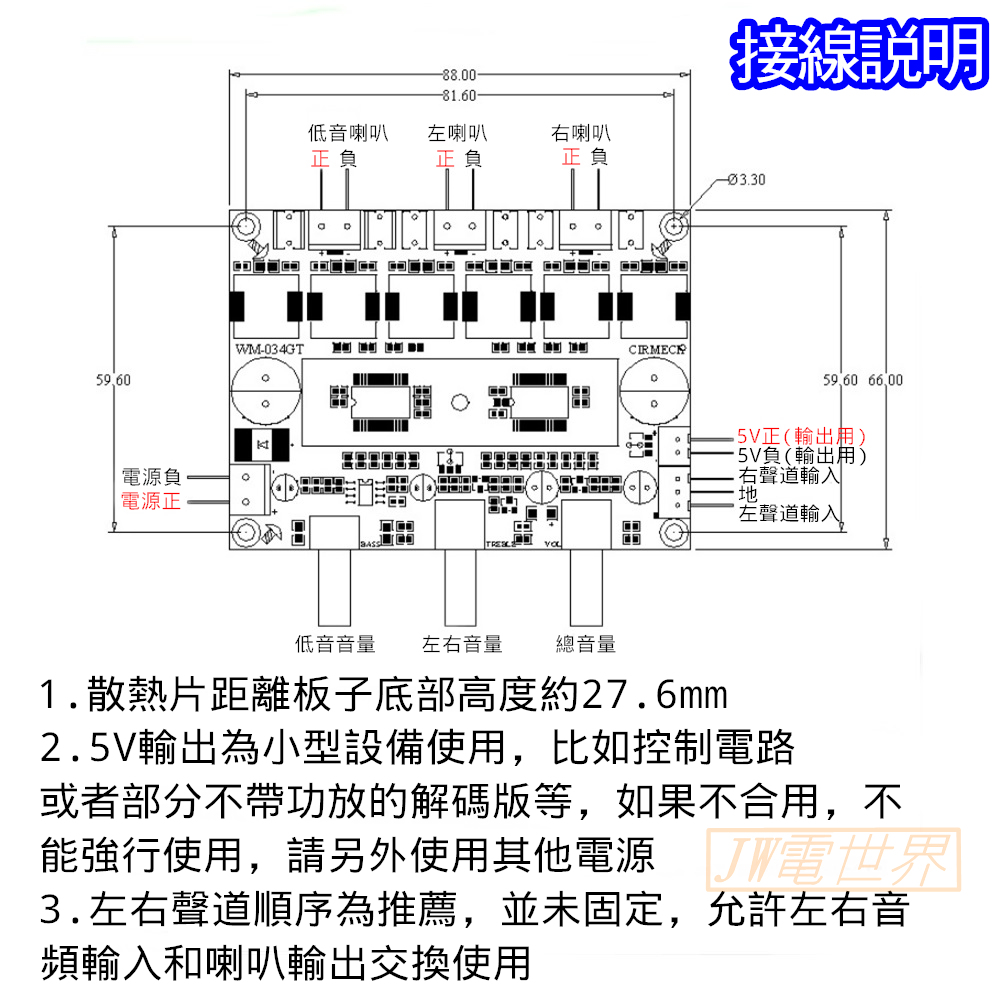 接線説明
88.00
81.60
低音喇叭 左喇叭 右喇叭
正 負 正 負 正 負
Ø3.30
+ - + - + -
WM-034GT CIRMECH
59.60 59.60 66.00
5V正(輸出用)
5V負(輸出用)
電源負 右聲道輸入
電源正 地
左聲道輸入
BASS TREBLE VOL
低音音量 左右音量 總音量
1.散熱片距離板子底部高度約27.6mm
2.5V輸出為小型設備使用，比如控制電路
或者部分不帶功放的解碼版等，如果不合用，不
能強行使用，請另外使用其他電源
JW電世界
3.左右聲道順序為推薦，並未固定，允許左右音
頻輸入和喇叭輸出交換使用